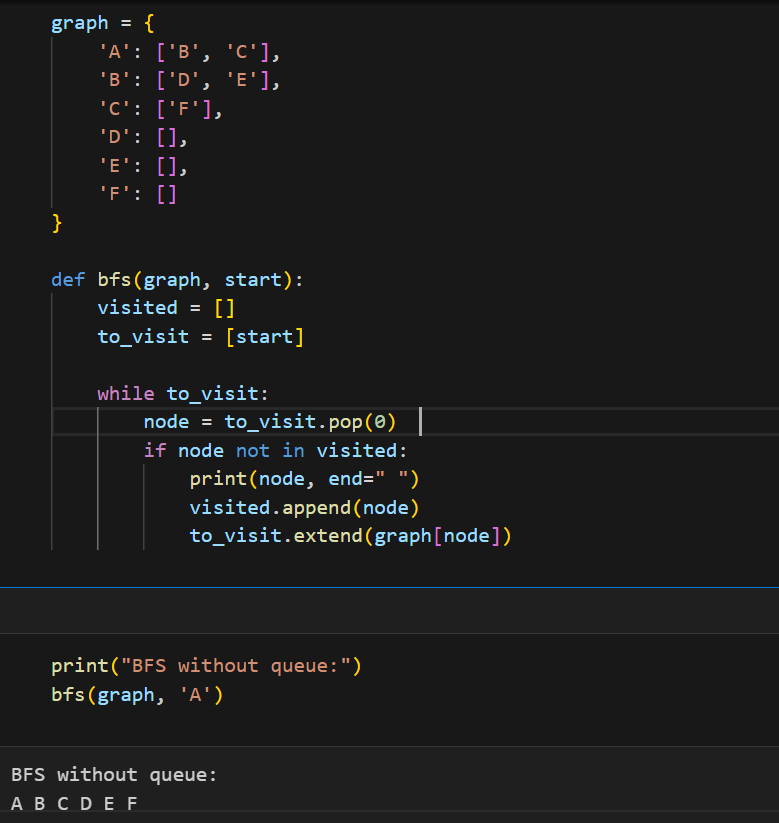 graph = {
    'A': ['B', 'C'],
    'B': ['D', 'E'],
    'C': ['F'],
    'D': [],
    'E': [],
    'F': []
}
def bfs(graph, start):
    visited = []
    to_visit = [start]
    while to_visit:
        node = to_visit.pop(0)
        if node not in visited:
            print(node, end=" ")
            visited.append(node)
            to_visit.extend(graph[node])
print("BFS without queue:")
bfs(graph, 'A')
BFS without queue:
A B C D E F